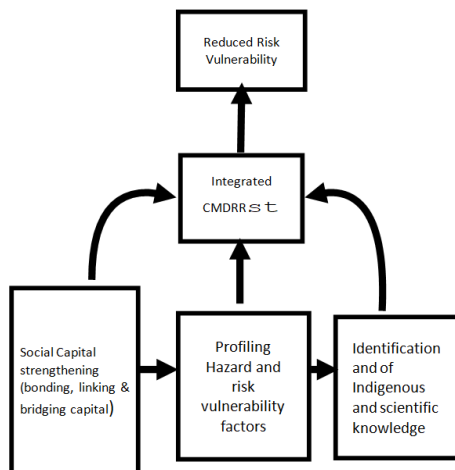 Reduced Risk
Vulnerability
Integrated
CMDRR
Social Capital
strengthening
(bonding, linking &
bridging capital)
Profiling
Hazard and
risk
vulnerability
factors
Identification
and of
Indigenous
and scientific
knowledge